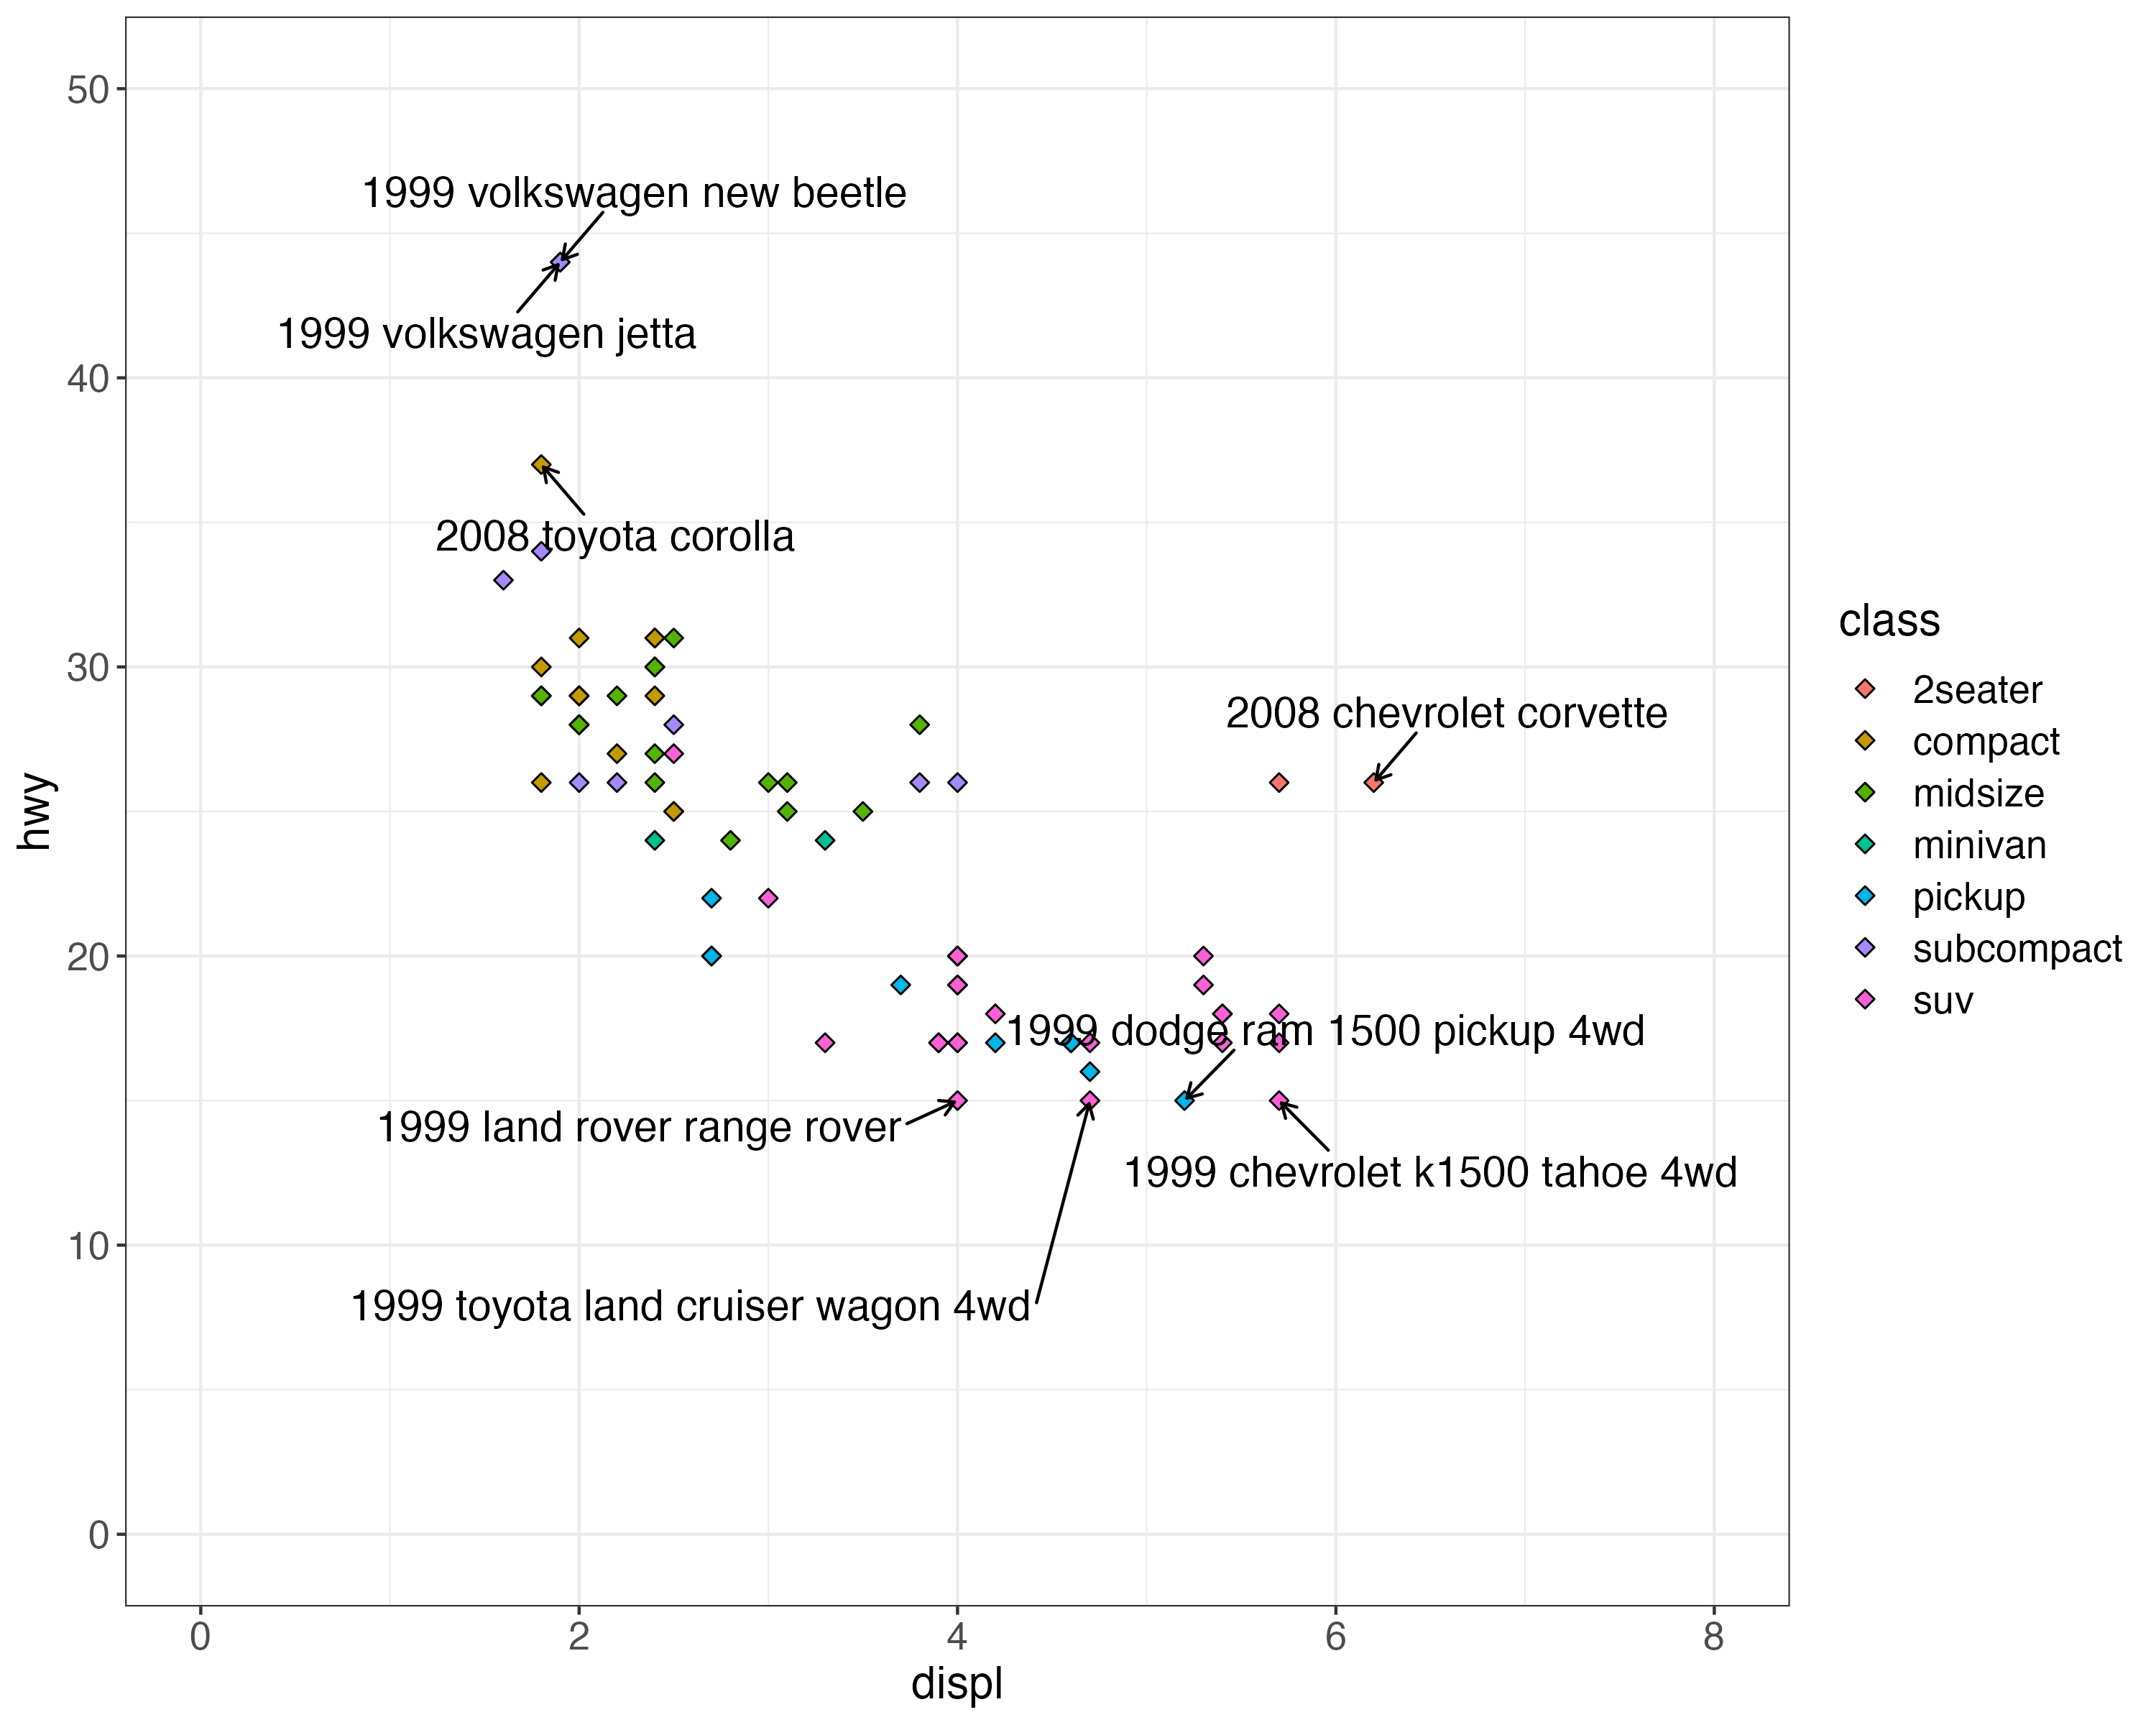 50
40
30
20
10
0
hwy
1999 volkswagen new beetle
1999 volkswagen jetta
2008 toyota corolla
2008 chevrolet corvette
1999 dodge ram 1500 pickup 4wd
1999 land rover range rover
1999 chevrolet k1500 tahoe 4wd
1999 toyota land cruiser wagon 4wd
0 2 4 6 8
displ
class
2seater
compact
midsize
minivan
pickup
subcompact
suv